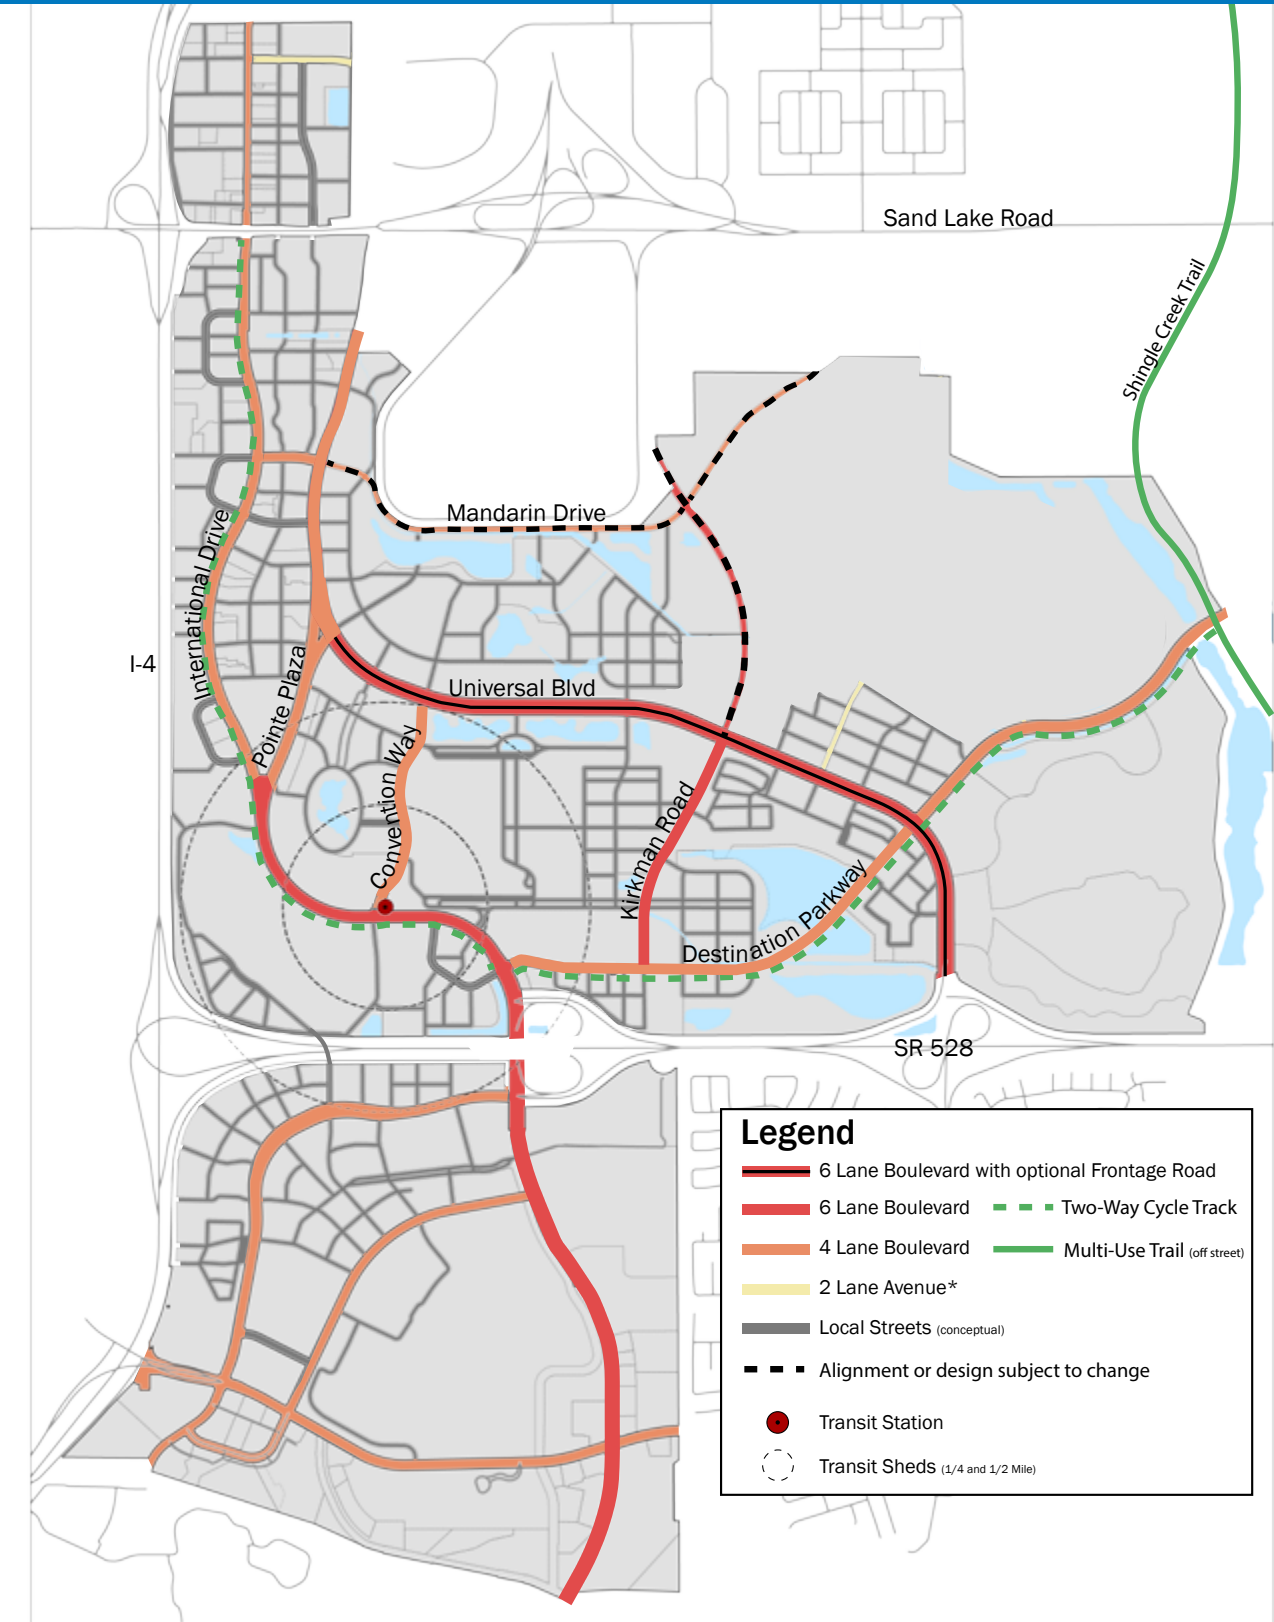 Sand Lake Road
Shingle Creek Trail
Mandarin Drive
International Drive
I-4
Pointe Plaza
Universal Blvd
Convention Way
Kirkman Road
Destination Parkway
SR 528
Legend
6 Lane Boulevard with optional Frontage Road
6 Lane Boulevard
Two-Way Cycle Track
4 Lane Boulevard
Multi-Use Trail (off street)
2 Lane Avenue*
Local Streets (conceptual)
Alignment or design subject to change
Transit Station
Transit Sheds (1/4 and 1/2 Mile)